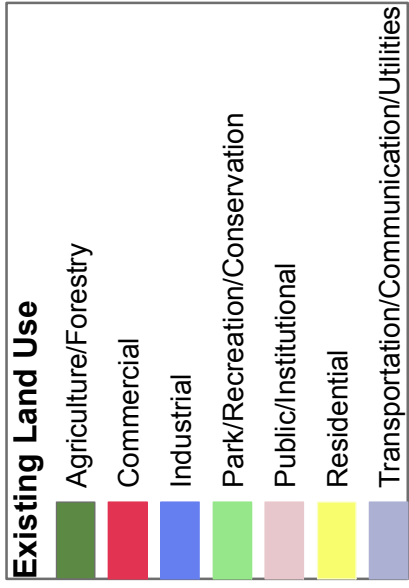 Existing Land Use
Agriculture/Forestry
Commercial
Industrial
Park/Recreation/Conservation
Public/Institutional
Residential
Transportation/Communication/Utilities